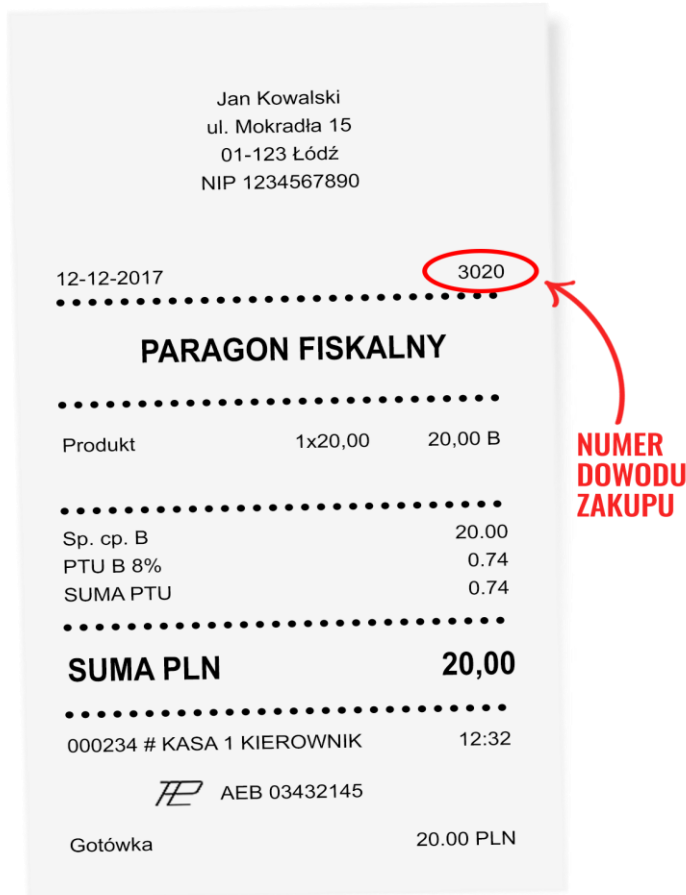 Jan Kowalski
ul. Mokradła 15
01-123 Łódź
NIP 1234567890
12-12-2017 3020
PARAGON FISKALNY
Produkt 1x20,00 20,00 B
Sp. cp. B 20.00
PTU B 8% 0.74
SUMA PTU 0.74
SUMA PLN 20,00
000234 # KASA 1 KIEROWNIK 12:32
AEB 03432145
Gotówka 20.00 PLN
NUMER
DOWODU
ZAKUPU